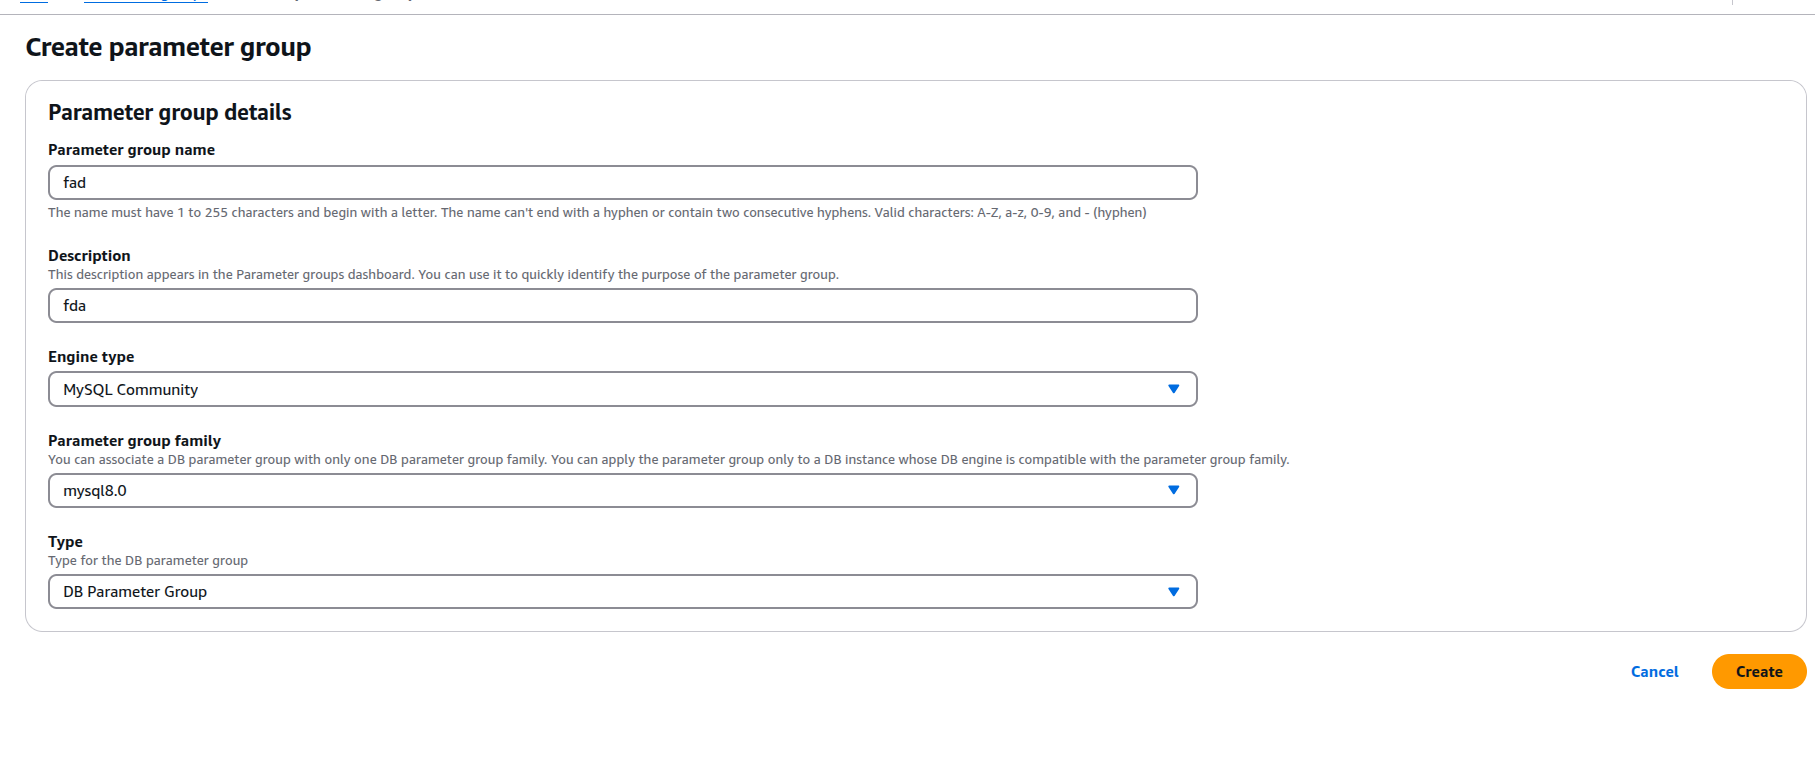 Create parameter group
Parameter group details
Parameter group name
fad
The name must have 1 to 255 characters and begin with a letter. The name can't end with a hyphen or contain two consecutive hyphens. Valid characters: A-Z, a-z, 0-9, and - (hyphen)
Description
This description appears in the Parameter groups dashboard. You can use it to quickly identify the purpose of the parameter group.
fda
Engine type
MySQL Community
Parameter group family
You can associate a DB parameter group with only one DB parameter group family. You can apply the parameter group only to a DB instance whose DB engine is compatible with the parameter group family.
mysql8.0
Type
Type for the DB parameter group
DB Parameter Group
Cancel
Create